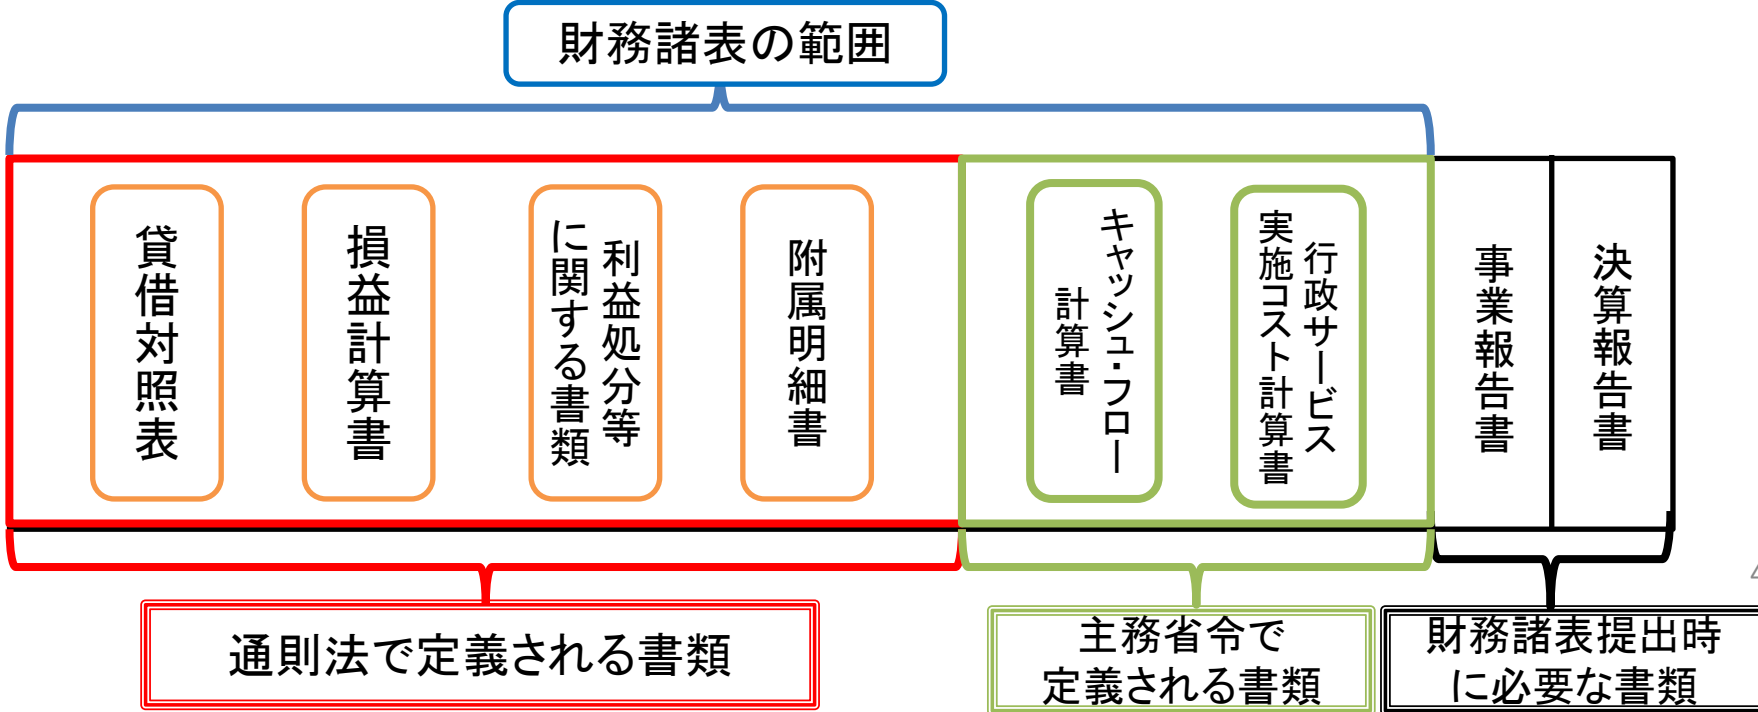 財務諸表の範囲
貸借対照表
損益計算書
利益処分等
に関する書類
附属明細書
キャッシュ・フロー
計算書
行政サービス
実施コスト計算書
事業報告書
決算報告書
通則法で定義される書類
主務省令で
定義される書類
財務諸表提出時
に必要な書類